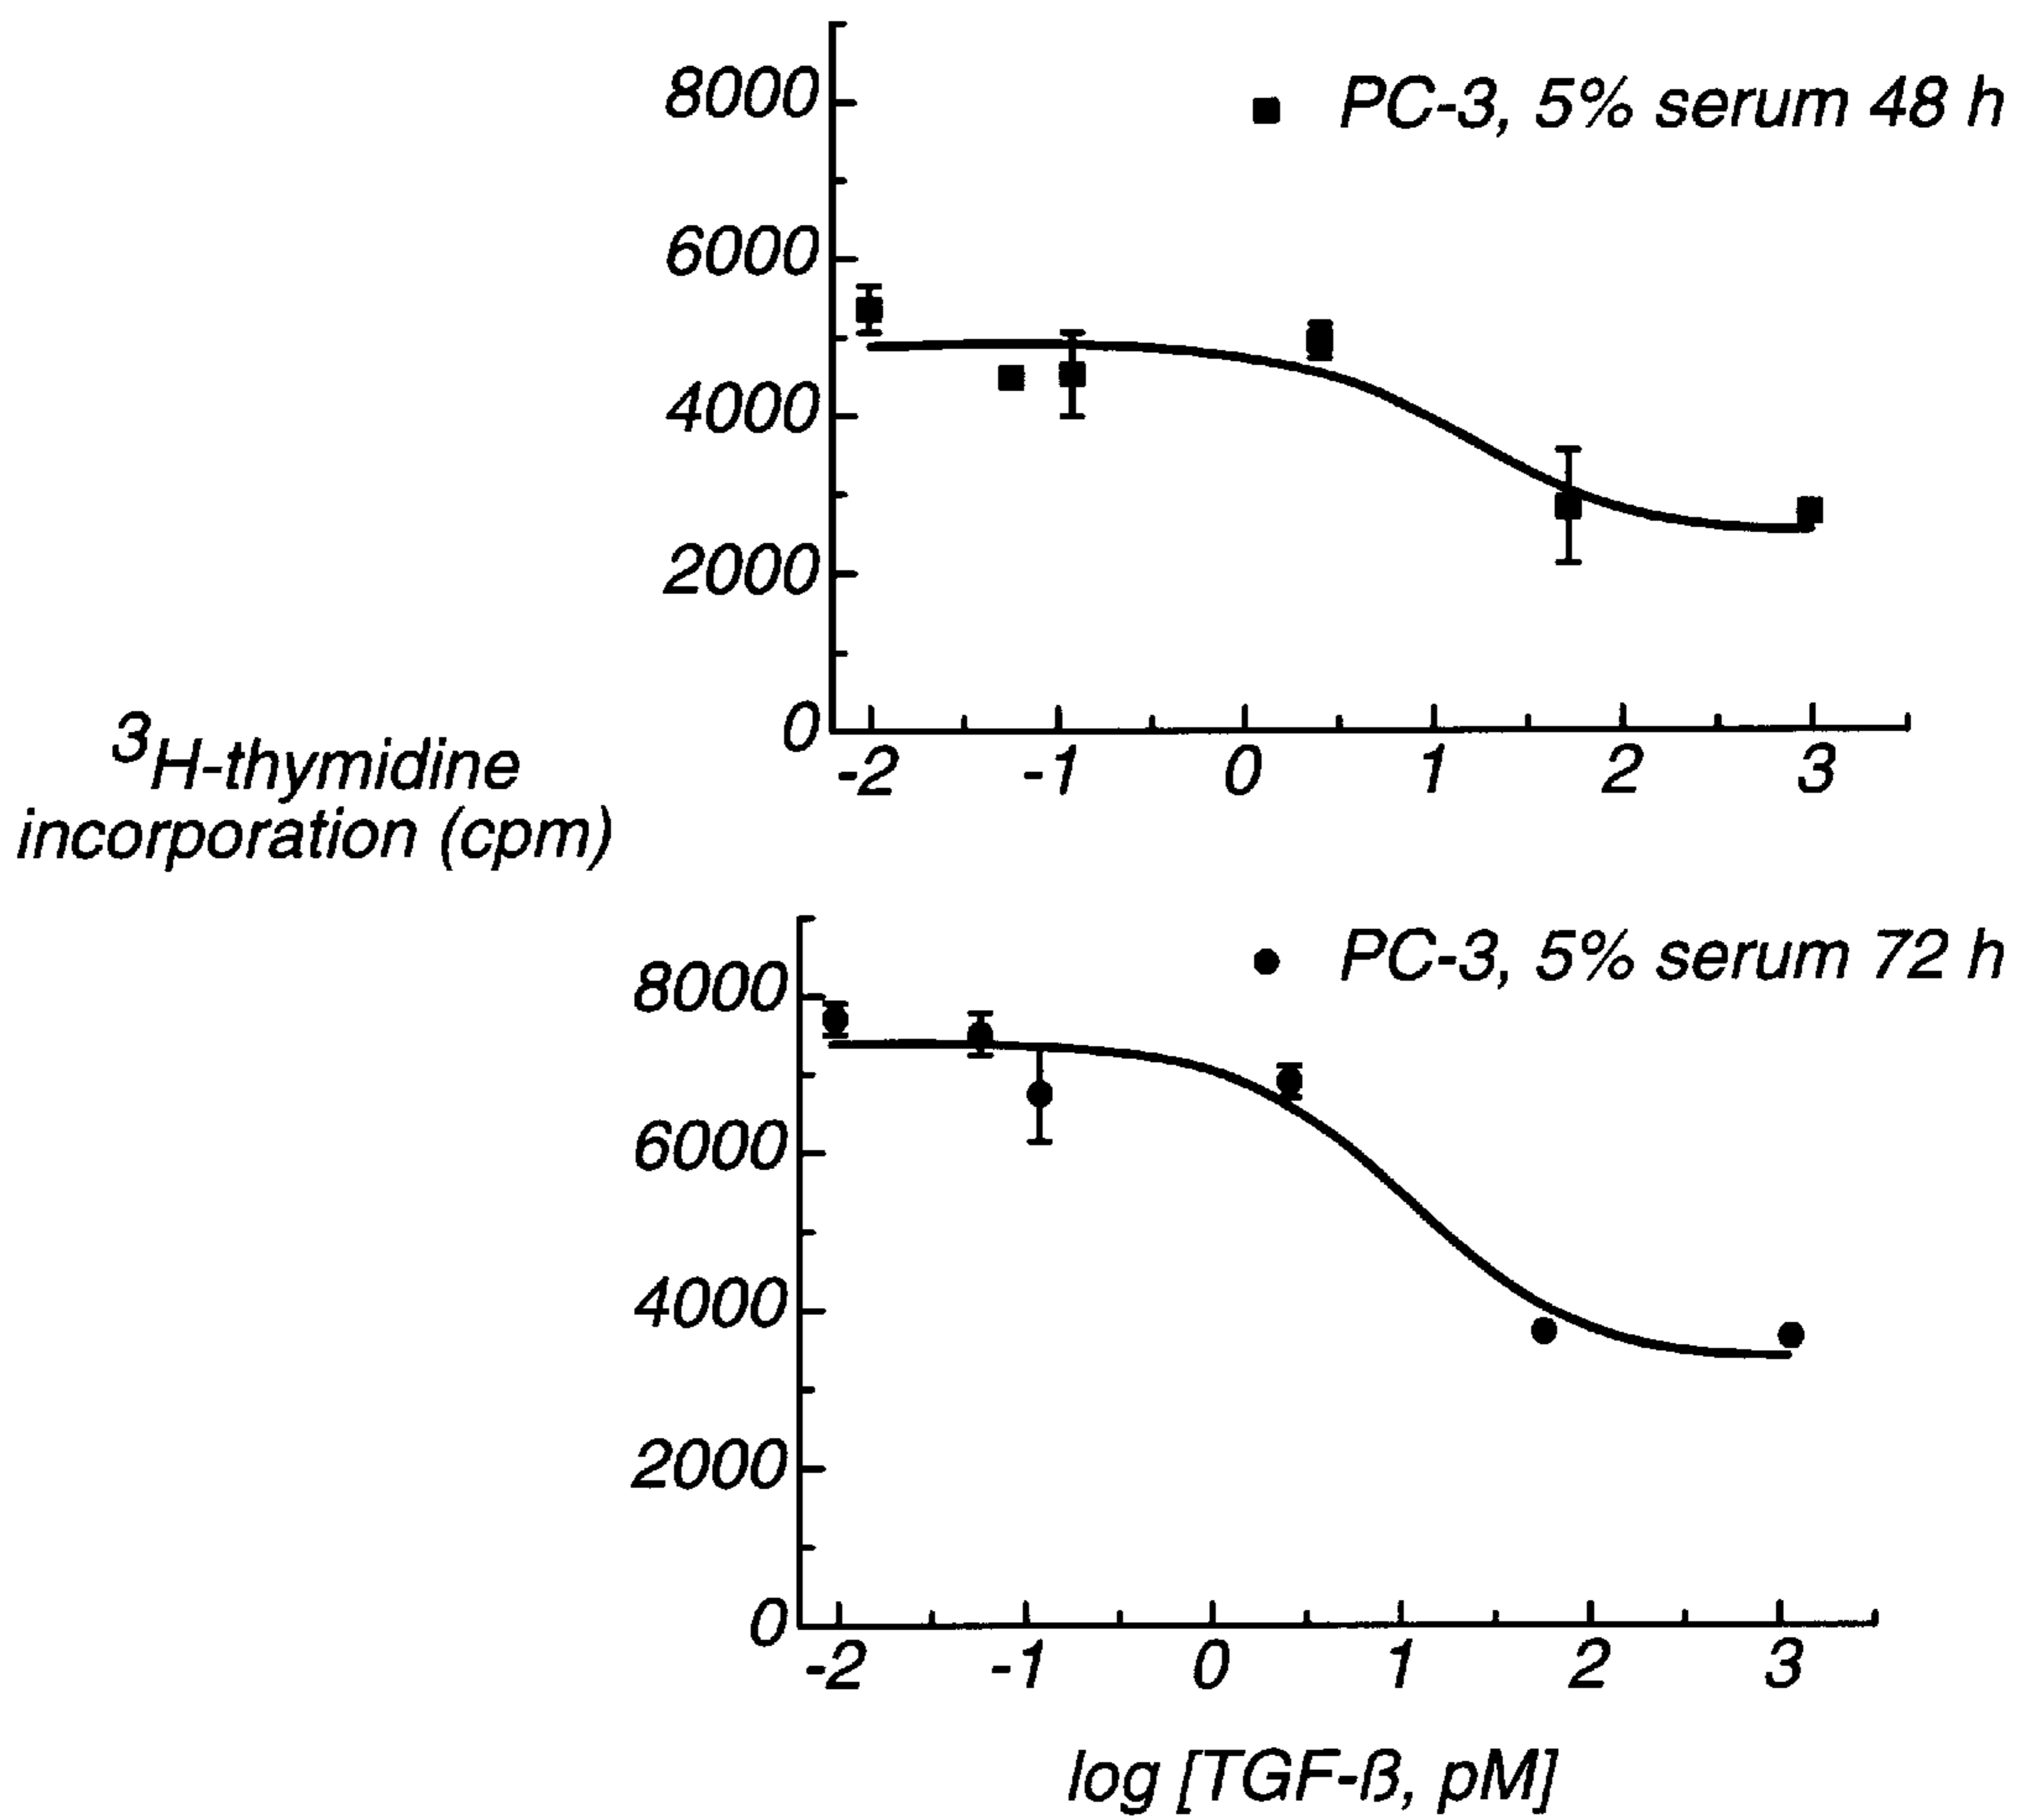 8000
PC-3, 5% serum 48 h
6000
4000
2000
0
-2 -1 0 1 2 3
3H-thymidine
incorporation (cpm)
PC-3, 5% serum 72 h
8000
6000
4000
2000
0
-2 -1 0 1 2 3
log [TGF-ß, pM]